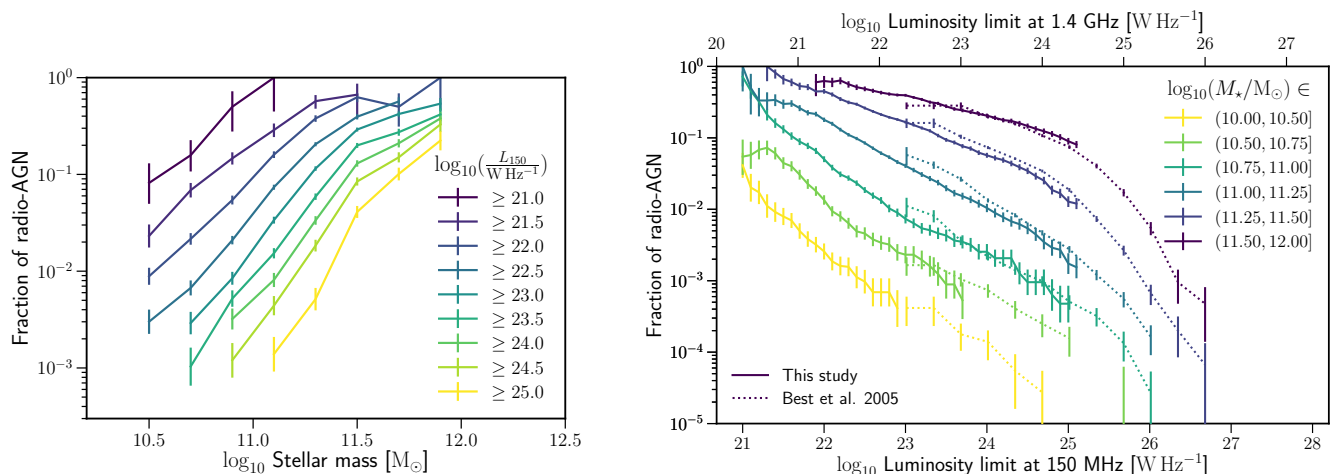 10⁰
10⁻¹
10⁻²
10⁻³
Fraction of radio-AGN
10.5 11.0 11.5 12.0 12.5
log₁₀ Stellar mass [M⊙]
log₁₀(L₁₅₀/W Hz⁻¹)
≥ 21.0
≥ 21.5
≥ 22.0
≥ 22.5
≥ 23.0
≥ 23.5
≥ 24.0
≥ 24.5
≥ 25.0
log₁₀ Luminosity limit at 1.4 GHz [W Hz⁻¹]
20 21 22 23 24 25 26 27
10⁰
10⁻¹
10⁻²
10⁻³
10⁻⁴
10⁻⁵
Fraction of radio-AGN
log₁₀(M⋆/M⊙) ∈
(10.00, 10.50]
(10.50, 10.75]
(10.75, 11.00]
(11.00, 11.25]
(11.25, 11.50]
(11.50, 12.00]
This study
Best et al. 2005
21 22 23 24 25 26 27 28
log₁₀ Luminosity limit at 150 MHz [W Hz⁻¹]